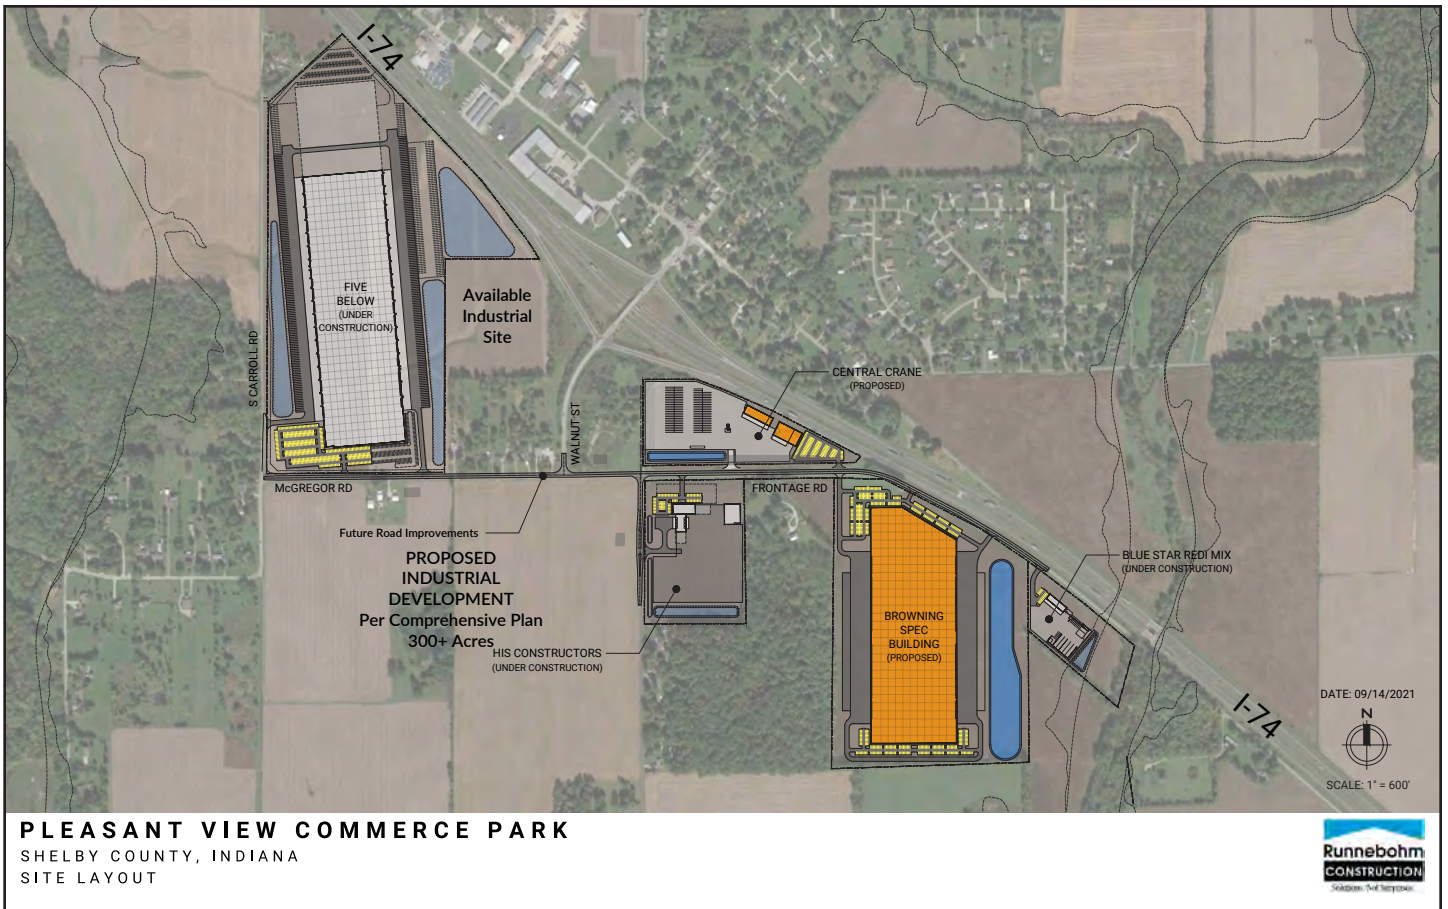 I-74
FIVE
BELOW
(UNDER
CONSTRUCTION)
Available
Industrial
Site
S CARROLL RD
WALNUT ST
CENTRAL CRANE
(PROPOSED)
McGREGOR RD
FRONTAGE RD
Future Road Improvements
PROPOSED
INDUSTRIAL
DEVELOPMENT
Per Comprehensive Plan
300+ Acres
HIS CONSTRUCTORS
(UNDER CONSTRUCTION)
BROWNING
SPEC
BUILDING
(PROPOSED)
BLUE STAR REDI MIX
(UNDER CONSTRUCTION)
I-74
DATE: 09/14/2021
N
SCALE: 1" = 600'
PLEASANT VIEW COMMERCE PARK
SHELBY COUNTY, INDIANA
SITE LAYOUT
Runnebohm
CONSTRUCTION
Solutions. Not Surprises.